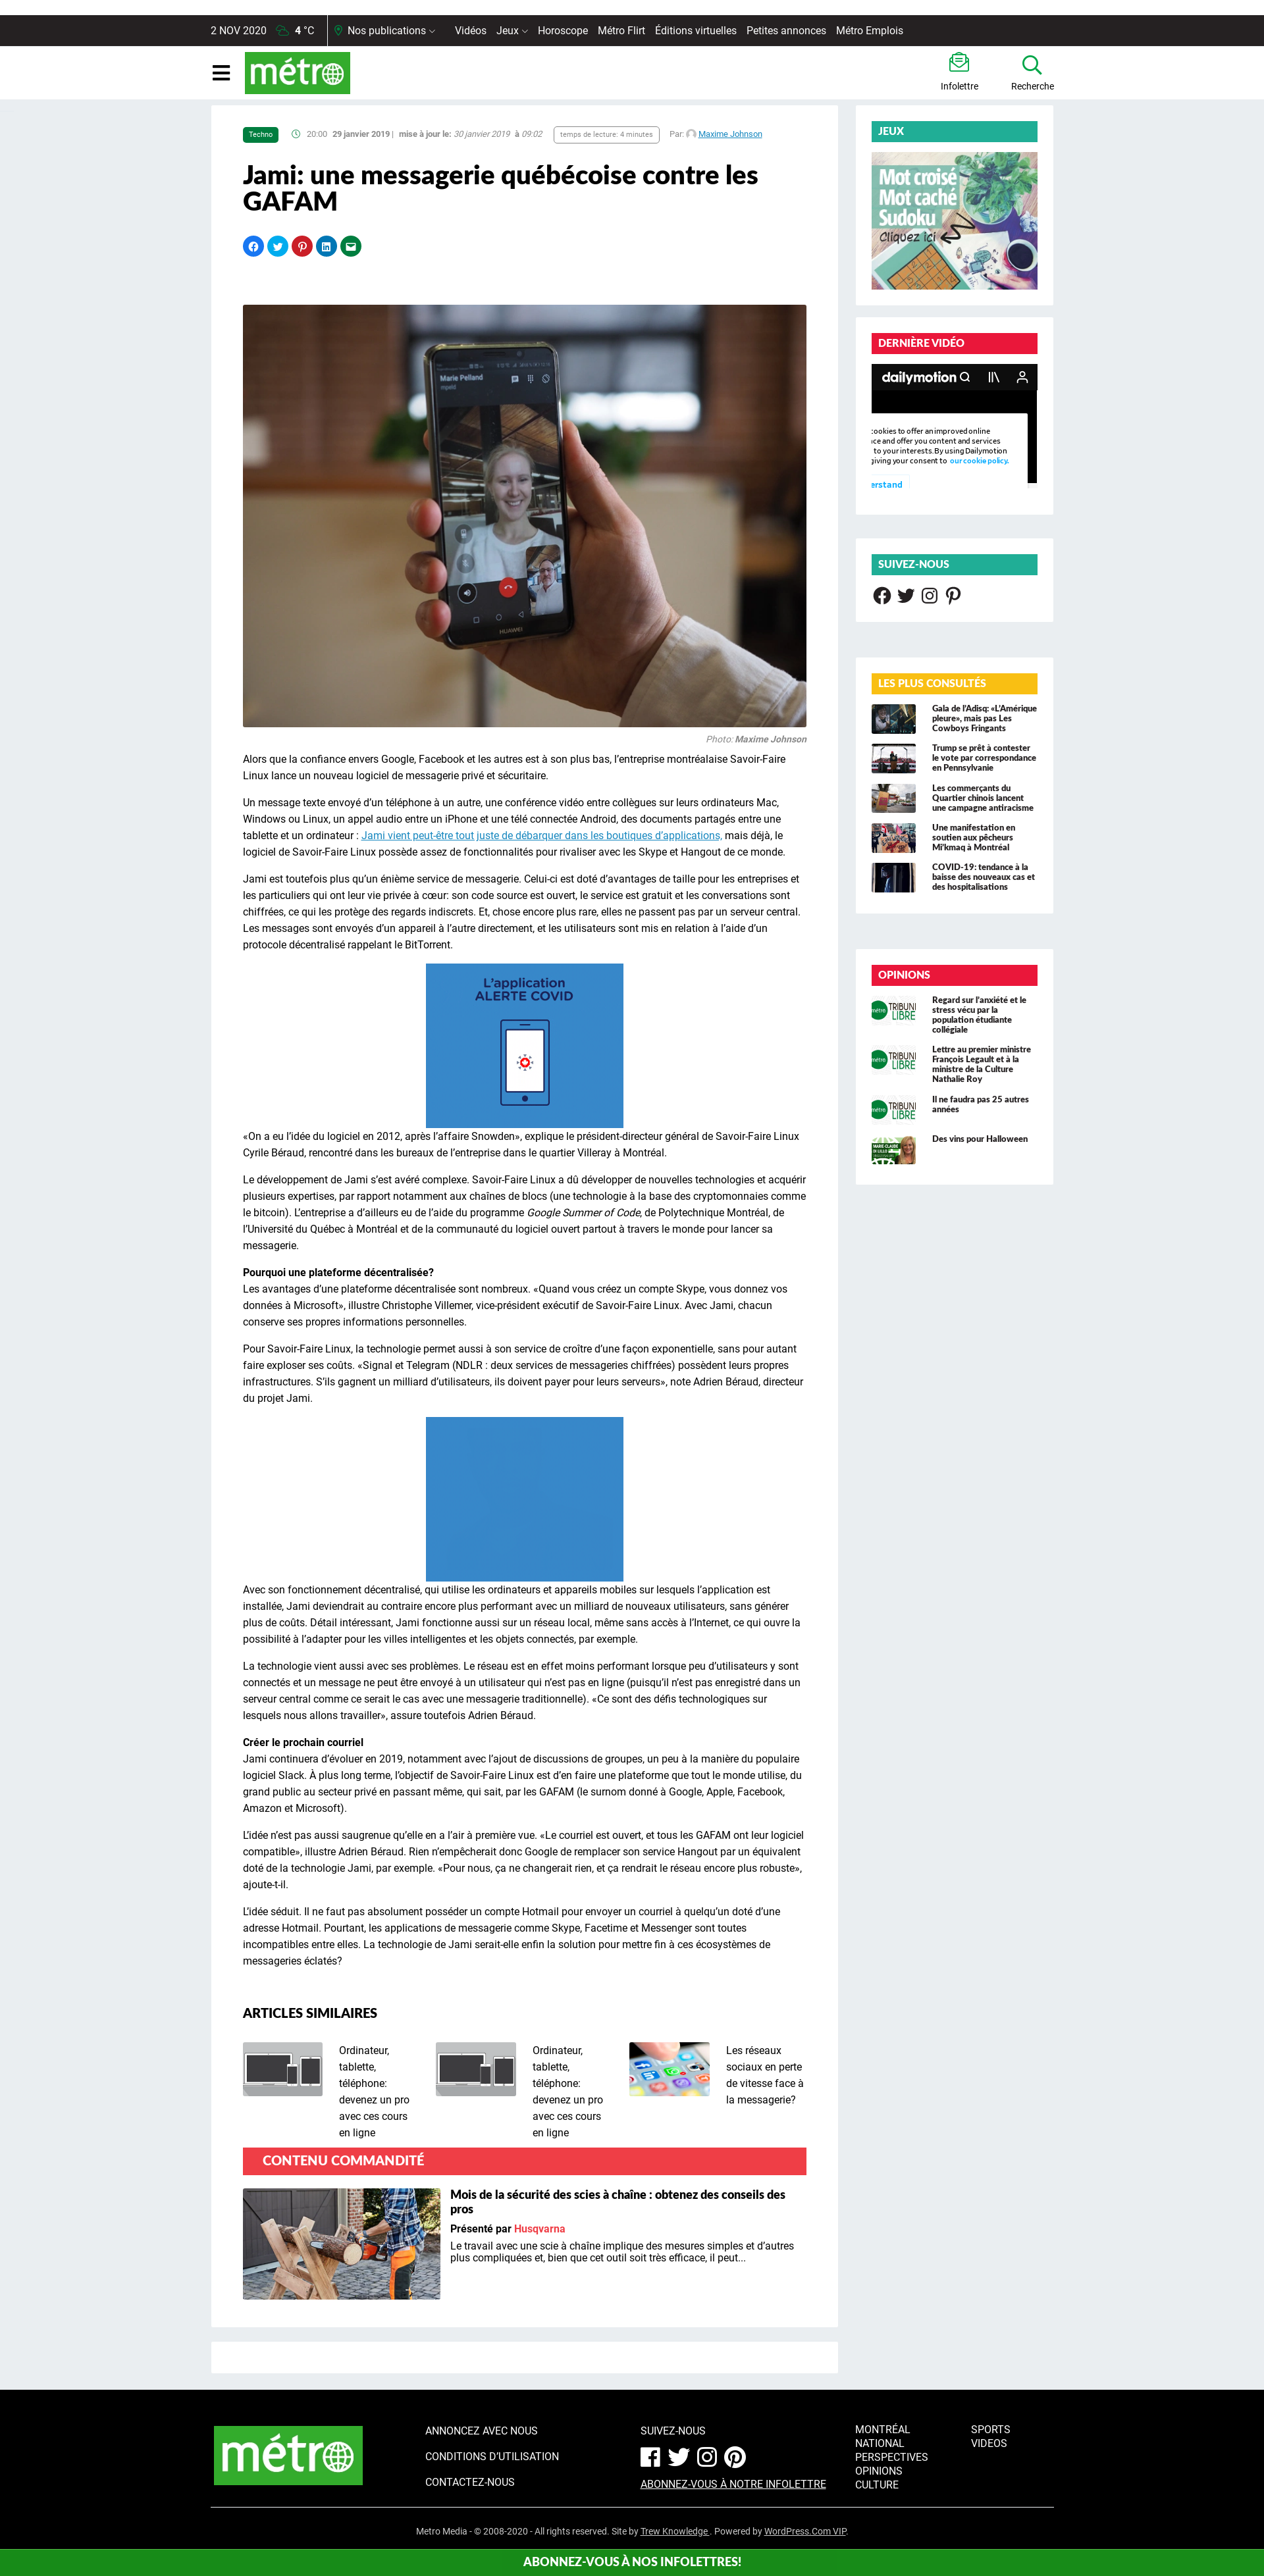 2 NOV 2020 4 °C Nos publications Vidéos Jeux Horoscope Métro Flirt Éditions virtuelles Petites annonces Métro Emplois
métro
Infolettre
Recherche
Techno 20:00 29 janvier 2019 | mise à jour le: 30 janvier 2019 à 09:02 temps de lecture: 4 minutes Par: Maxime Johnson
Jami: une messagerie québécoise contre les
GAFAM
Marie Pelland
mpeld
HUAWEI
Photo: Maxime Johnson
Alors que la confiance envers Google, Facebook et les autres est à son plus bas, l’entreprise montréalaise Savoir-Faire
Linux lance un nouveau logiciel de messagerie privé et sécuritaire.
Un message texte envoyé d’un téléphone à un autre, une conférence vidéo entre collègues sur leurs ordinateurs Mac,
Windows ou Linux, un appel audio entre un iPhone et une télé connectée Android, des documents partagés entre une
tablette et un ordinateur : Jami vient peut-être tout juste de débarquer dans les boutiques d’applications, mais déjà, le
logiciel de Savoir-Faire Linux possède assez de fonctionnalités pour rivaliser avec les Skype et Hangout de ce monde.
Jami est toutefois plus qu’un énième service de messagerie. Celui-ci est doté d’avantages de taille pour les entreprises et
les particuliers qui ont leur vie privée à cœur: son code source est ouvert, le service est gratuit et les conversations sont
chiffrées, ce qui les protège des regards indiscrets. Et, chose encore plus rare, elles ne passent pas par un serveur central.
Les messages sont envoyés d’un appareil à l’autre directement, et les utilisateurs sont mis en relation à l’aide d’un
protocole décentralisé rappelant le BitTorrent.
L’application
ALERTE COVID
«On a eu l’idée du logiciel en 2012, après l’affaire Snowden», explique le président-directeur général de Savoir-Faire Linux
Cyrile Béraud, rencontré dans les bureaux de l’entreprise dans le quartier Villeray à Montréal.
Le développement de Jami s’est avéré complexe. Savoir-Faire Linux a dû développer de nouvelles technologies et acquérir
plusieurs expertises, par rapport notamment aux chaînes de blocs (une technologie à la base des cryptomonnaies comme
le bitcoin). L’entreprise a d’ailleurs eu de l’aide du programme Google Summer of Code, de Polytechnique Montréal, de
l’Université du Québec à Montréal et de la communauté du logiciel ouvert partout à travers le monde pour lancer sa
messagerie.
Pourquoi une plateforme décentralisée?
Les avantages d’une plateforme décentralisée sont nombreux. «Quand vous créez un compte Skype, vous donnez vos
données à Microsoft», illustre Christophe Villemer, vice-président exécutif de Savoir-Faire Linux. Avec Jami, chacun
conserve ses propres informations personnelles.
Pour Savoir-Faire Linux, la technologie permet aussi à son service de croître d’une façon exponentielle, sans pour autant
faire exploser ses coûts. «Signal et Telegram (NDLR : deux services de messageries chiffrées) possèdent leurs propres
infrastructures. S’ils gagnent un milliard d’utilisateurs, ils doivent payer pour leurs serveurs», note Adrien Béraud, directeur
du projet Jami.
Avec son fonctionnement décentralisé, qui utilise les ordinateurs et appareils mobiles sur lesquels l’application est
installée, Jami deviendrait au contraire encore plus performant avec un milliard de nouveaux utilisateurs, sans générer
plus de coûts. Détail intéressant, Jami fonctionne aussi sur un réseau local, même sans accès à l’Internet, ce qui ouvre la
possibilité à l’adapter pour les villes intelligentes et les objets connectés, par exemple.
La technologie vient aussi avec ses problèmes. Le réseau est en effet moins performant lorsque peu d’utilisateurs y sont
connectés et un message ne peut être envoyé à un utilisateur qui n’est pas en ligne (puisqu’il n’est pas enregistré dans un
serveur central comme ce serait le cas avec une messagerie traditionnelle). «Ce sont des défis technologiques sur
lesquels nous allons travailler», assure toutefois Adrien Béraud.
Créer le prochain courriel
Jami continuera d’évoluer en 2019, notamment avec l’ajout de discussions de groupes, un peu à la manière du populaire
logiciel Slack. À plus long terme, l’objectif de Savoir-Faire Linux est d’en faire une plateforme que tout le monde utilise, du
grand public au secteur privé en passant même, qui sait, par les GAFAM (le surnom donné à Google, Apple, Facebook,
Amazon et Microsoft).
L’idée n’est pas aussi saugrenue qu’elle en a l’air à première vue. «Le courriel est ouvert, et tous les GAFAM ont leur logiciel
compatible», illustre Adrien Béraud. Rien n’empêcherait donc Google de remplacer son service Hangout par un équivalent
doté de la technologie Jami, par exemple. «Pour nous, ça ne changerait rien, et ça rendrait le réseau encore plus robuste»,
ajoute-t-il.
L’idée séduit. Il ne faut pas absolument posséder un compte Hotmail pour envoyer un courriel à quelqu’un doté d’une
adresse Hotmail. Pourtant, les applications de messagerie comme Skype, Facetime et Messenger sont toutes
incompatibles entre elles. La technologie de Jami serait-elle enfin la solution pour mettre fin à ces écosystèmes de
messageries éclatés?
ARTICLES SIMILAIRES
Ordinateur,
tablette,
téléphone:
devenez un pro
avec ces cours
en ligne
Ordinateur,
tablette,
téléphone:
devenez un pro
avec ces cours
en ligne
Les réseaux
sociaux en perte
de vitesse face à
la messagerie?
CONTENU COMMANDITÉ
Mois de la sécurité des scies à chaîne : obtenez des conseils des
pros
Présenté par Husqvarna
Le travail avec une scie à chaîne implique des mesures simples et d’autres
plus compliquées et, bien que cet outil soit très efficace, il peut...
JEUX
Mot croisé
Mot caché
Sudoku
Cliquez ici
DERNIÈRE VIDÉO
dailymotion
cookies to offer an improved online
ce and offer you content and services
to your interests. By using Dailymotion
giving your consent to our cookie policy.
erstand
SUIVEZ-NOUS
LES PLUS CONSULTÉS
Gala de l’Adisq: «L’Amérique
pleure», mais pas Les
Cowboys Fringants
Trump se prêt à contester
le vote par correspondance
en Pennsylvanie
Les commerçants du
Quartier chinois lancent
une campagne antiracisme
Une manifestation en
soutien aux pêcheurs
Mi’kmaq à Montréal
COVID-19: tendance à la
baisse des nouveaux cas et
des hospitalisations
OPINIONS
métro TRIBUNE LIBRE
Regard sur l’anxiété et le
stress vécu par la
population étudiante
collégiale
métro TRIBUNE LIBRE
Lettre au premier ministre
François Legault et à la
ministre de la Culture
Nathalie Roy
métro TRIBUNE LIBRE
Il ne faudra pas 25 autres
années
MARIE-CLAUDE
DI LILLO
Des vins pour Halloween
métro
ANNONCEZ AVEC NOUS
CONDITIONS D’UTILISATION
CONTACTEZ-NOUS
SUIVEZ-NOUS
ABONNEZ-VOUS À NOTRE INFOLETTRE
MONTRÉAL
NATIONAL
PERSPECTIVES
OPINIONS
CULTURE
SPORTS
VIDEOS
Metro Media - © 2008-2020 - All rights reserved. Site by Trew Knowledge . Powered by WordPress.Com VIP.
ABONNEZ-VOUS À NOS INFOLETTRES!